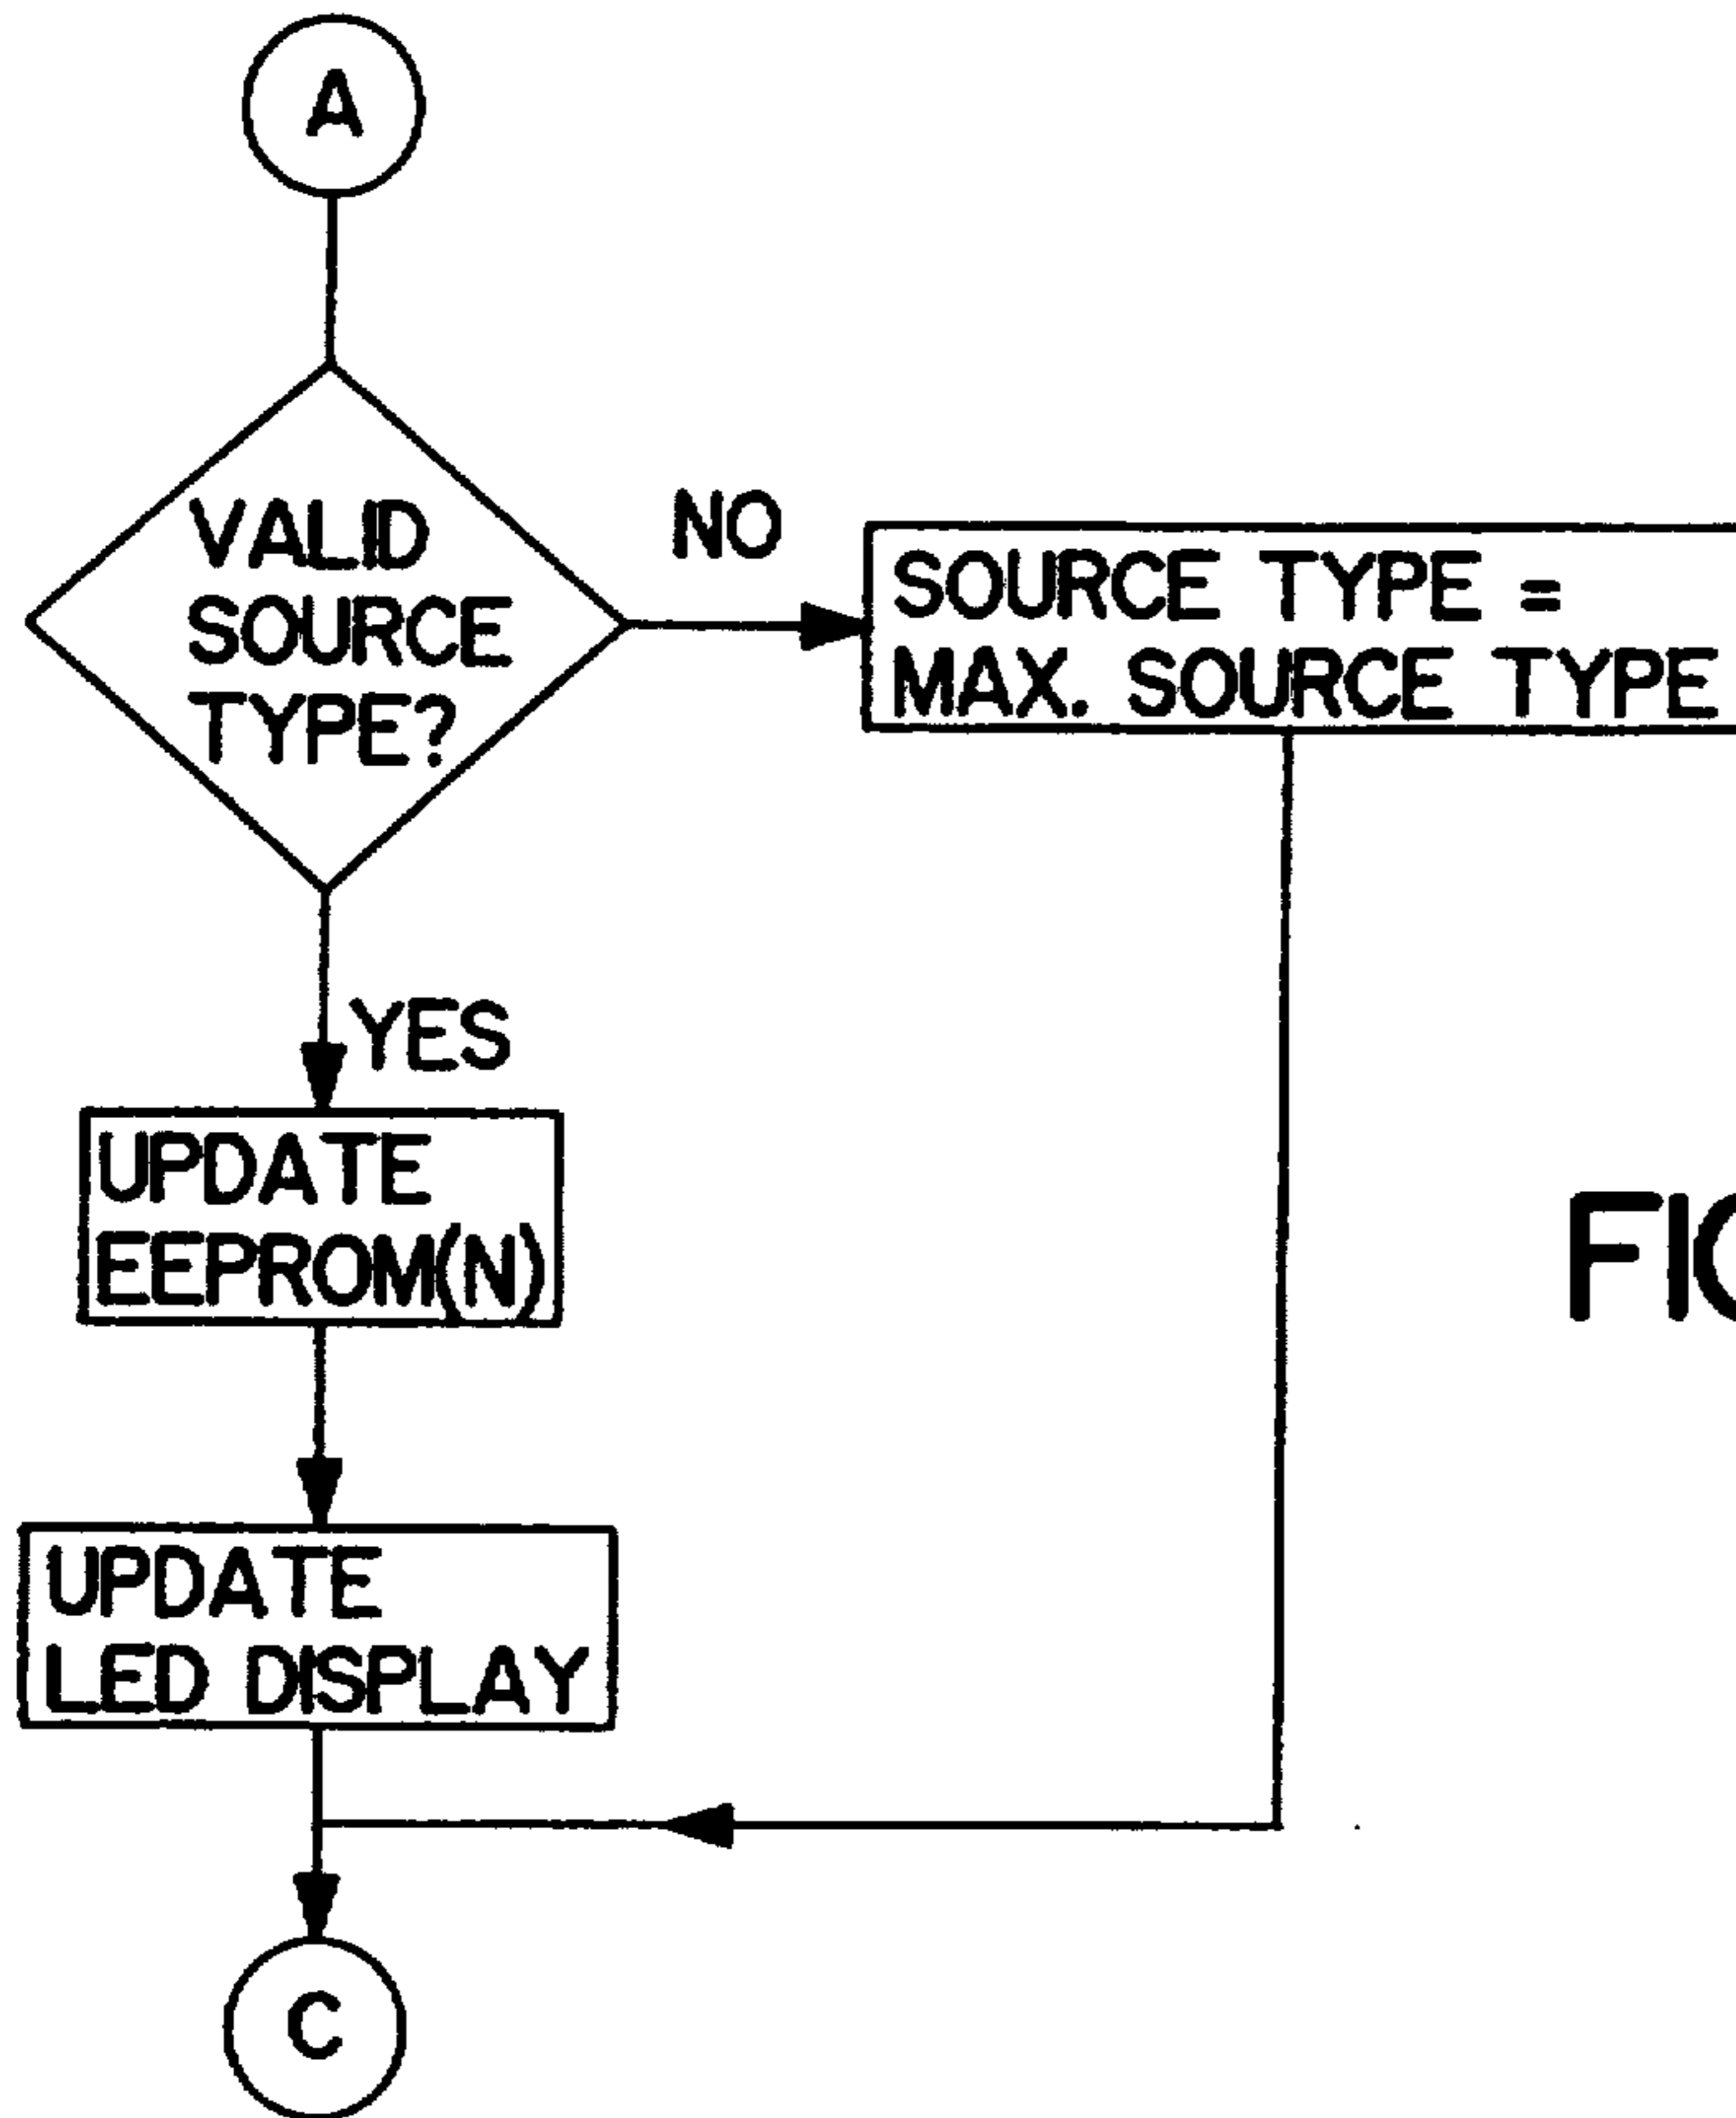 A
VALID
SOURCE
TYPE?
NO
SOURCE TYPE =
MAX. SOURCE TYPE
YES
UPDATE
EEPROM(N)
UPDATE
LED DISPLAY
C